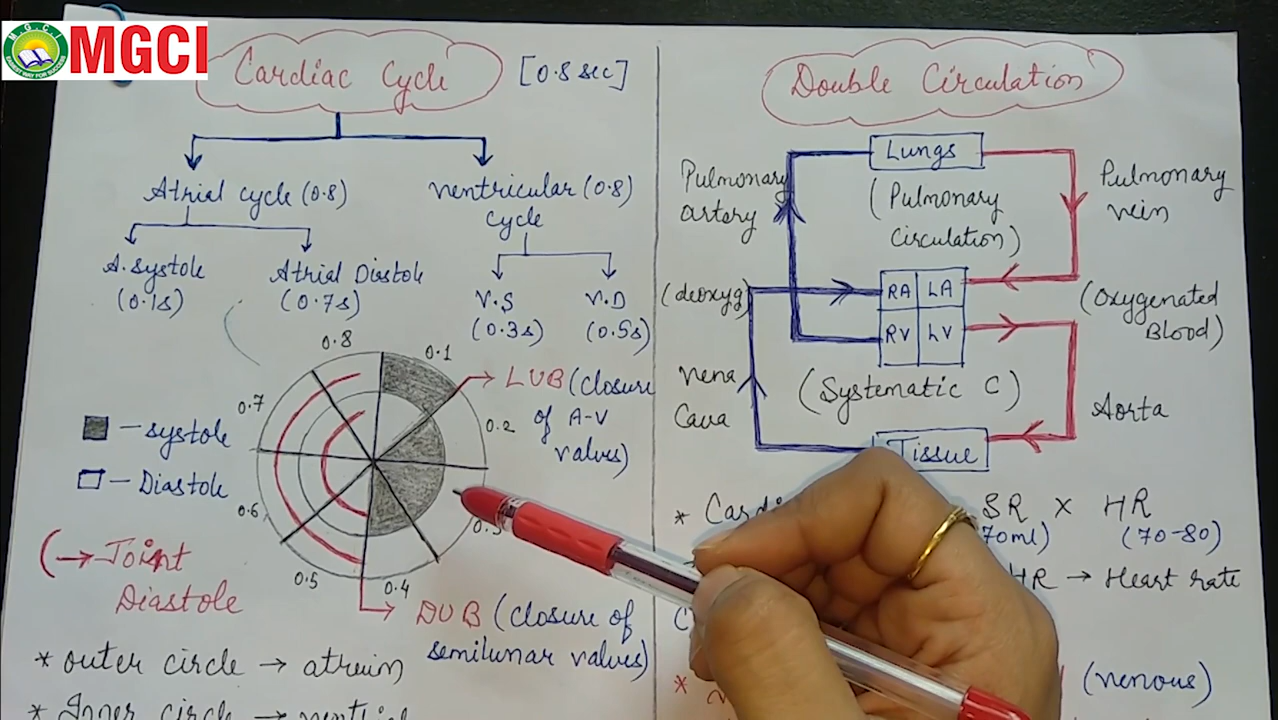 M.G.C.I
MGCI
Cardiac Cycle [0.8 sec]
Atrial cycle (0.8)
ventricular (0.8)
cycle
A. Systole
(0.1s)
Atrial Diastole
(0.7s)
V.S
(0.3s)
V.D
(0.5s)
0.8
0.1
0.2
0.4
0.5
0.6
0.7
LUB (closure
of A-V
valves)
- systole
- Diastole
( → Joint
Diastole
DUB (closure of
semilunar valves)
* outer circle → atreium
* Inner circle →
Double Circulation
Lungs
(Pulmonary
Circulation)
Pulmonary
artery
Pulmonary
vein
(deoxyg)
RA LA
RV LV
(Oxygenated
Blood)
Vena
Cava
(Systematic C)
Aorta
Tissue
* SR × HR
70ml) (70-80)
HR → Heart rate
(venous)
*